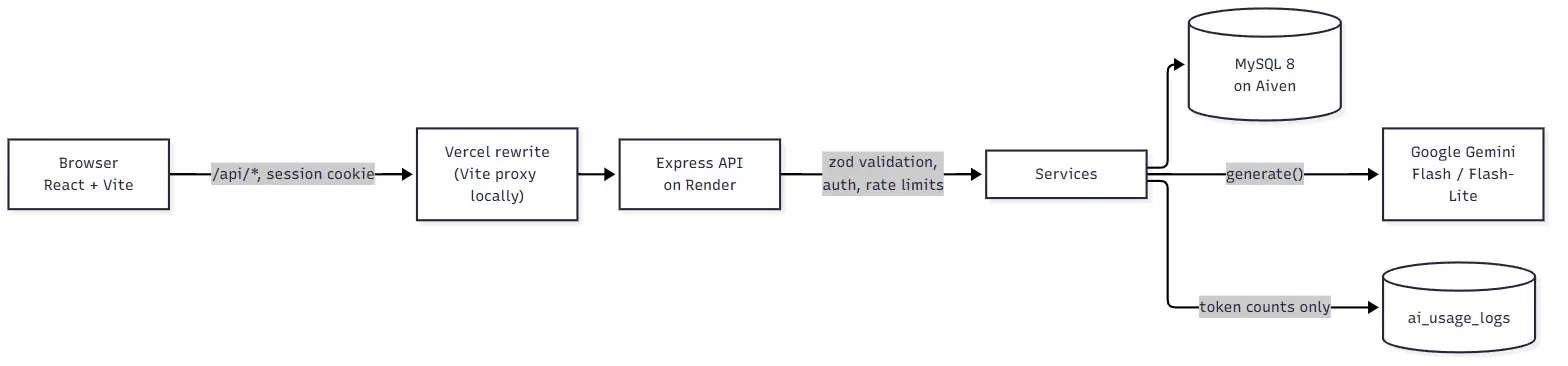 Browser
React + Vite
/api/*, session cookie
Vercel rewrite
(Vite proxy
locally)
Express API
on Render
zod validation,
auth, rate limits
Services
MySQL 8
on Aiven
generate()
Google Gemini
Flash / Flash-
Lite
token counts only
ai_usage_logs